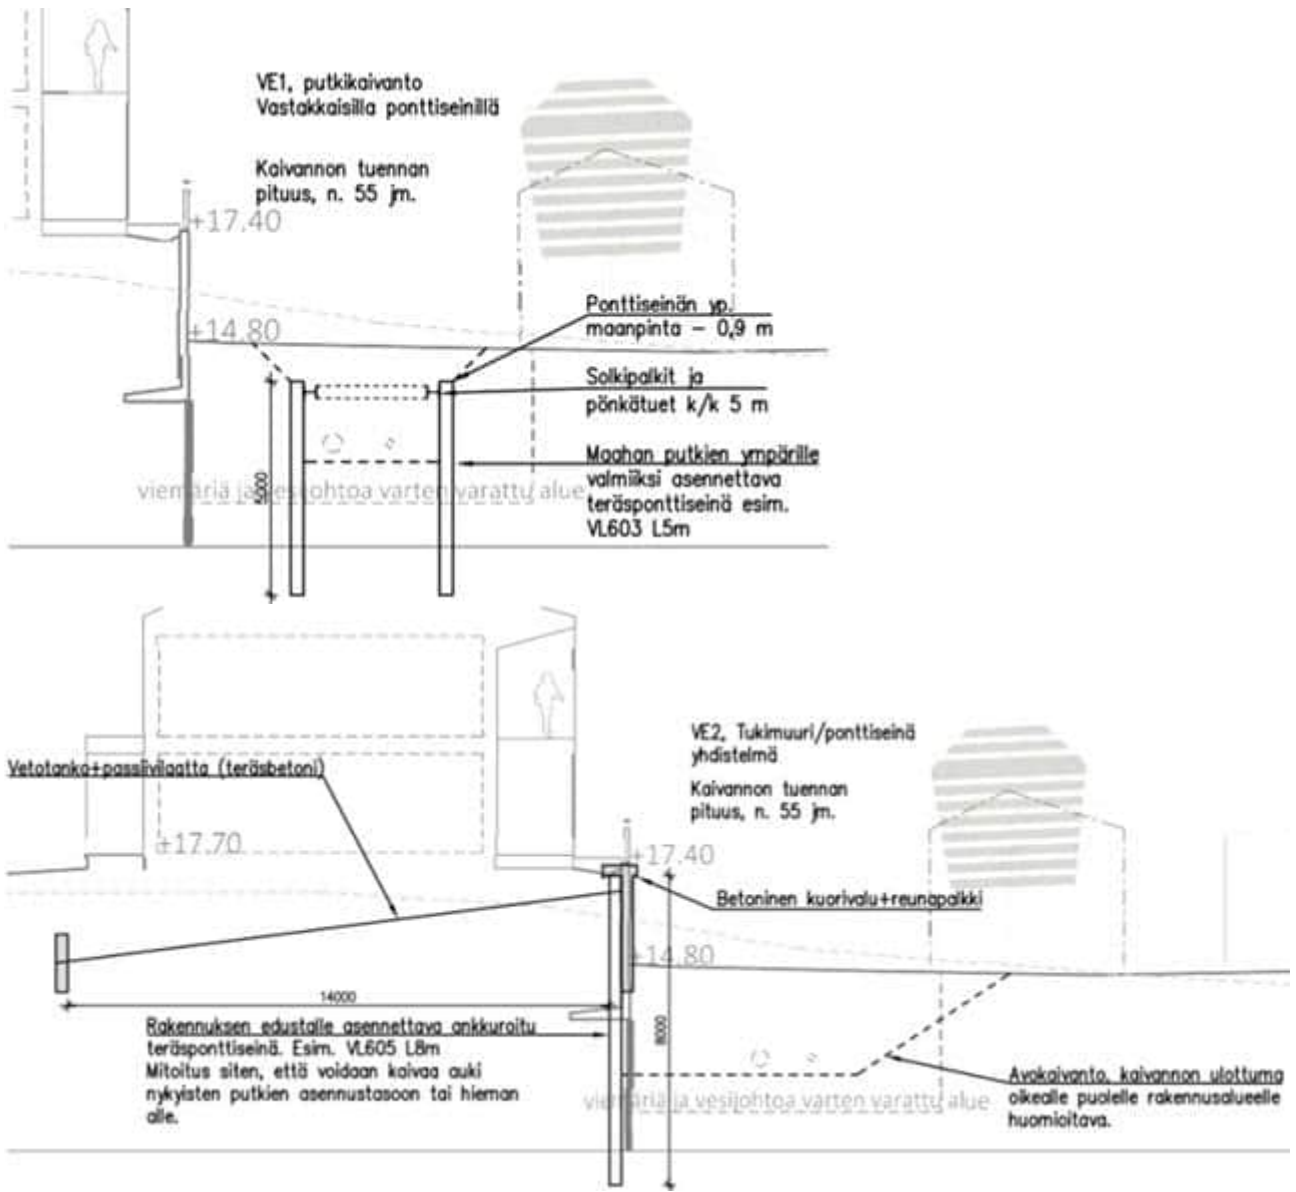 VE1, putkikaivanto
Vastakkaisilla ponttiseinillä
Kaivannon tuennan
pituus, n. 55 jm.
+17.40
+14.80
Ponttiseinän yp.
maanpinta - 0,9 m
Solkipalkit ja
pönkätuet k/k 5 m
Maahan putkien ympärille
valmiiksi asennettava
teräsponttiseinä esim.
VL603 L5m
5000
viemäriä ja vesijohtoa varten varattu alue
VE2, Tukimuuri/ponttiseinä
yhdistelmä
Kaivannon tuennan
pituus, n. 55 jm.
Vetotanko+passiivilaatta (teräsbetoni)
+17.70
+17.40
Betoninen kuorivalu+reunapalkki
+14.80
14000
8000
Rakennuksen edustalle asennettava ankkuroitu
teräsponttiseinä. Esim. VL605 L8m
Mitoitus siten, että voidaan kaivaa auki
nykyisten putkien asennustasoon tai hieman
alle.
viemäriä ja vesijohtoa varten varattu alue
Avokaivanto, kaivannon ulottuma
oikealle puolelle rakennusalueelle
huomioitava.